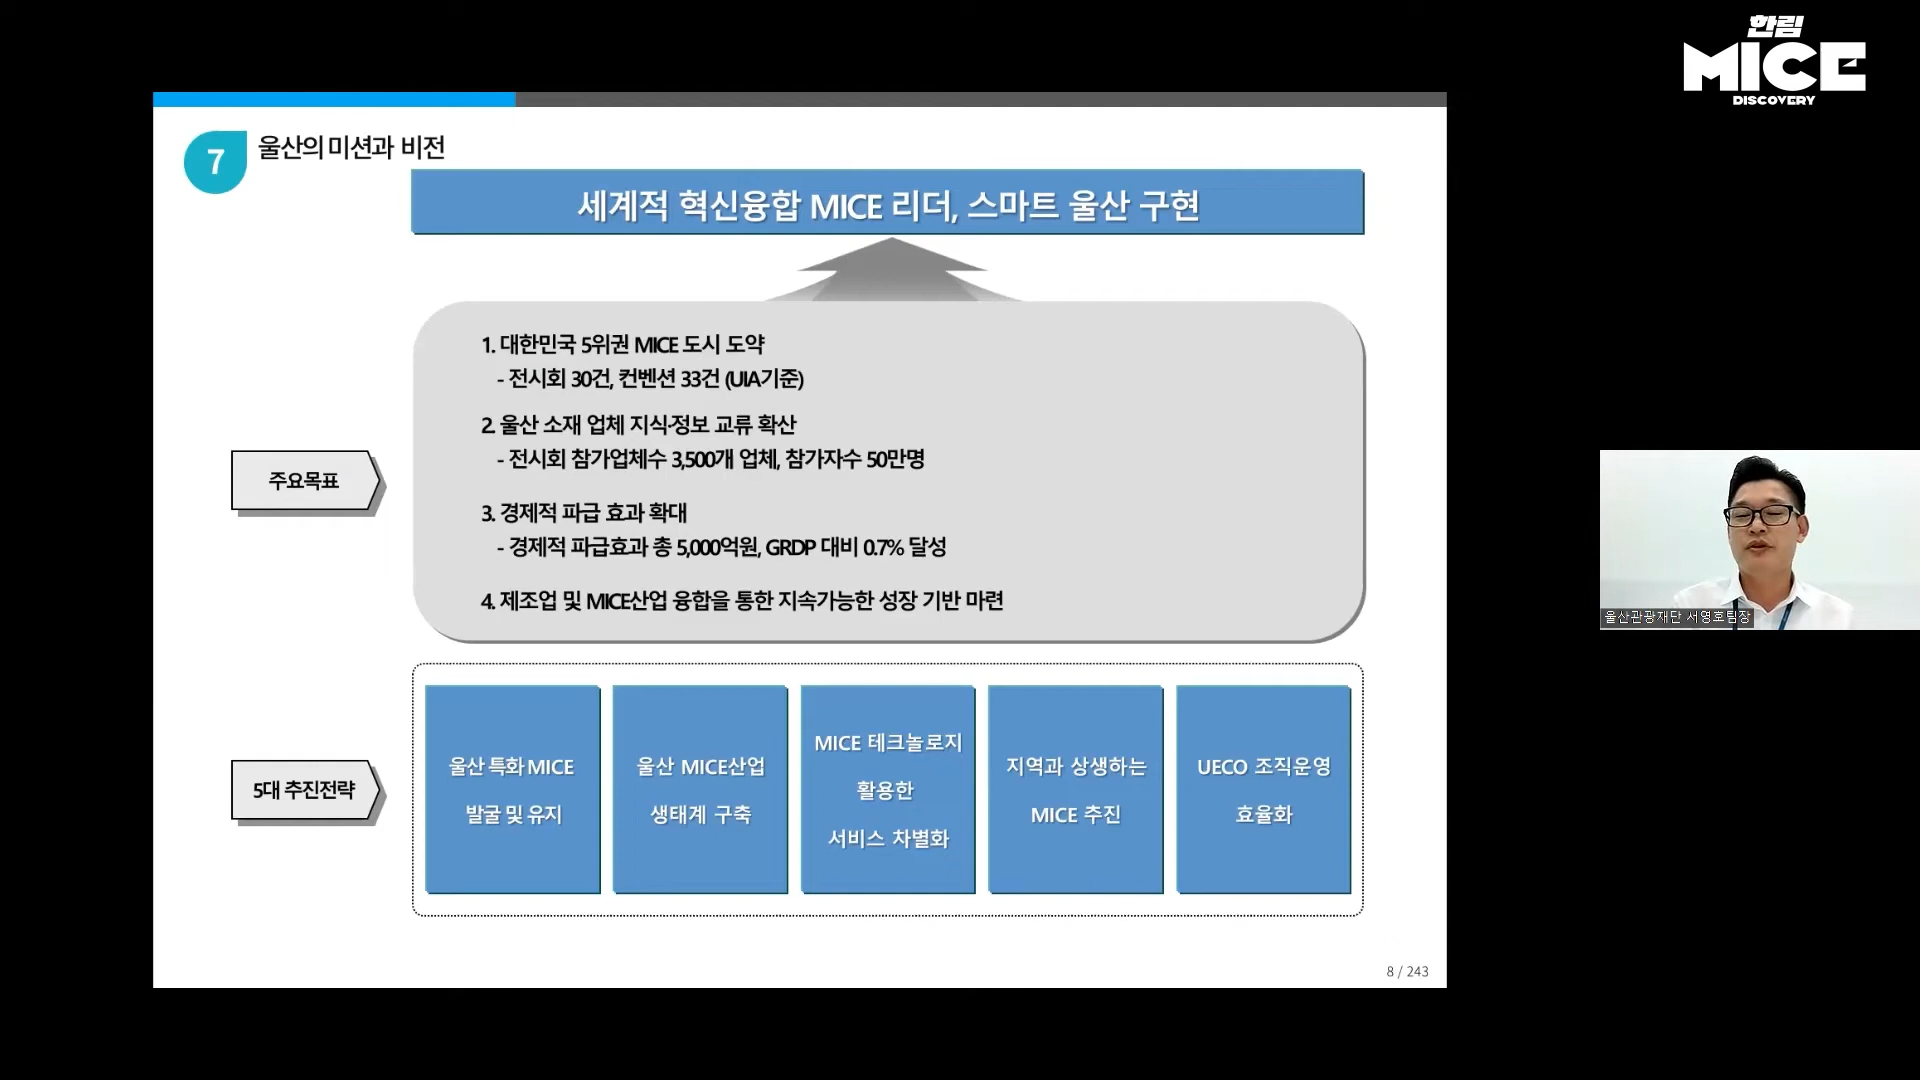 한림
MICE
DISCOVERY
7
울산의 미션과 비전
세계적 혁신융합 MICE 리더, 스마트 울산 구현
주요목표
1. 대한민국 5위권 MICE 도시 도약
- 전시회 30건, 컨벤션 33건 (UIA기준)
2. 울산 소재 업체 지식·정보 교류 확산
- 전시회 참가업체수 3,500개 업체, 참가자수 50만명
3. 경제적 파급 효과 확대
- 경제적 파급효과 총 5,000억원, GRDP 대비 0.7% 달성
4. 제조업 및 MICE산업 융합을 통한 지속가능한 성장 기반 마련
5대 추진전략
울산 특화 MICE
발굴 및 유지
울산 MICE산업
생태계 구축
MICE 테크놀로지
활용한
서비스 차별화
지역과 상생하는
MICE 추진
UECO 조직운영
효율화
8 / 243
울산관광재단 서영호팀장